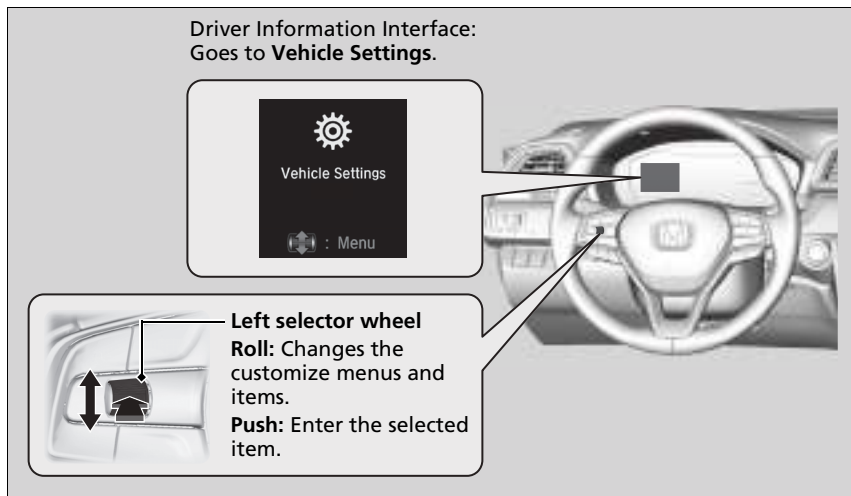 Driver Information Interface:
Goes to Vehicle Settings.
Vehicle Settings
: Menu
Left selector wheel
Roll: Changes the
customize menus and
items.
Push: Enter the selected
item.